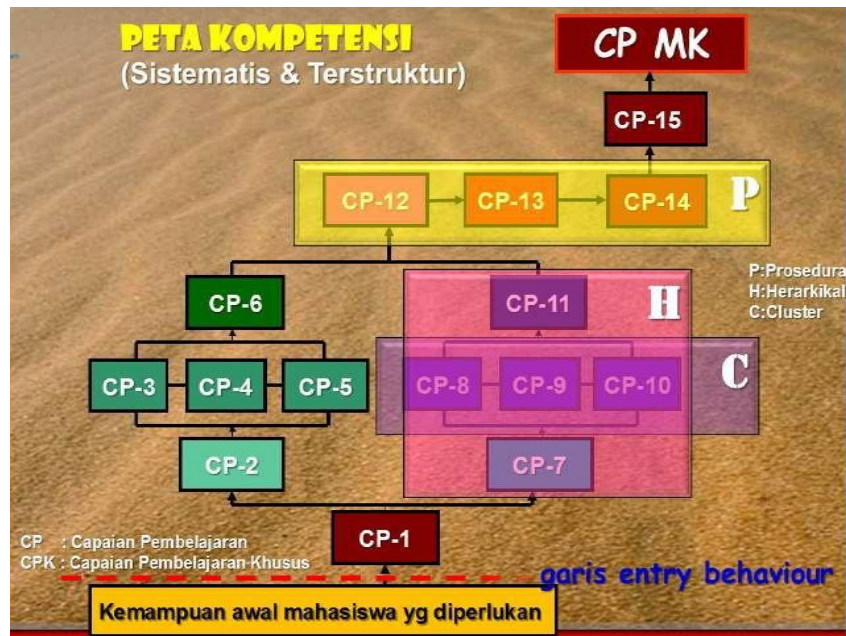 PETA KOMPETENSI
(Sistematis & Terstruktur)
CP MK
CP-15
CP-12 CP-13 CP-14 P
P:Prosedura
H:Herarkikal
C:Cluster
CP-6 CP-11 H
CP-3 CP-4 CP-5 CP-8 CP-9 CP-10 C
CP-2 CP-7
CP-1
CP : Capaian Pembelajaran
CPK : Capaian Pembelajaran Khusus
garis entry behaviour
Kemampuan awal mahasiswa yg diperlukan